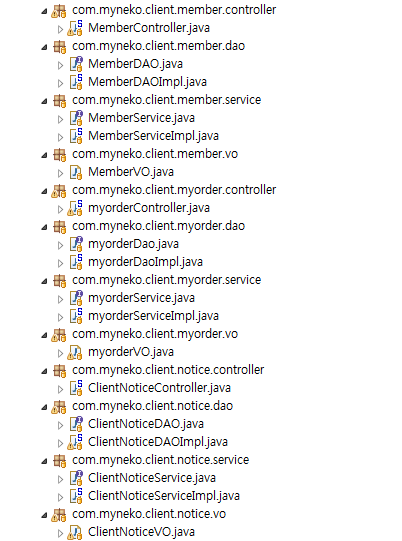 com.myneko.client.member.controller
MemberController.java
com.myneko.client.member.dao
MemberDAO.java
MemberDAOImpl.java
com.myneko.client.member.service
MemberService.java
MemberServiceImpl.java
com.myneko.client.member.vo
MemberVO.java
com.myneko.client.myorder.controller
myorderController.java
com.myneko.client.myorder.dao
myorderDao.java
myorderDaoImpl.java
com.myneko.client.myorder.service
myorderService.java
myorderServiceImpl.java
com.myneko.client.myorder.vo
myorderVO.java
com.myneko.client.notice.controller
ClientNoticeController.java
com.myneko.client.notice.dao
ClientNoticeDAO.java
ClientNoticeDAOImpl.java
com.myneko.client.notice.service
ClientNoticeService.java
ClientNoticeServiceImpl.java
com.myneko.client.notice.vo
ClientNoticeVO.java